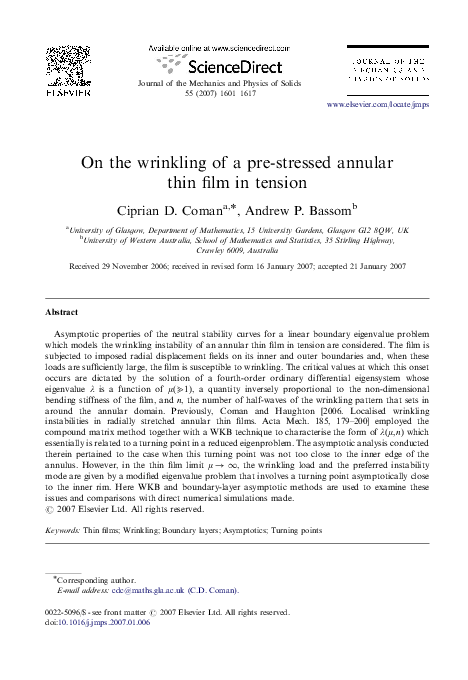 Available online at www.sciencedirect.com
ScienceDirect
ELSEVIER
Journal of the Mechanics and Physics of Solids
55 (2007) 1601 1617
JOURNAL OF THE
MECHANICS AND
PHYSICS OF SOLIDS
www.elsevier.com/locate/jmps
On the wrinkling of a pre-stressed annular
thin film in tension
Ciprian D. Coman a,*, Andrew P. Bassom b
a University of Glasgow, Department of Mathematics, 15 University Gardens, Glasgow G12 8QW, UK
b University of Western Australia, School of Mathematics and Statistics, 35 Stirling Highway,
Crawley 6009, Australia
Received 29 November 2006; received in revised form 16 January 2007; accepted 21 January 2007
Abstract
Asymptotic properties of the neutral stability curves for a linear boundary eigenvalue problem
which models the wrinkling instability of an annular thin film in tension are considered. The film is
subjected to imposed radial displacement fields on its inner and outer boundaries and, when these
loads are sufficiently large, the film is susceptible to wrinkling. The critical values at which this onset
occurs are dictated by the solution of a fourth-order ordinary differential eigensystem whose
eigenvalue λ is a function of μ(≫1), a quantity inversely proportional to the non-dimensional
bending stiffness of the film, and n, the number of half-waves of the wrinkling pattern that sets in
around the annular domain. Previously, Coman and Haughton [2006. Localised wrinkling
instabilities in radially stretched annular thin films. Acta Mech. 185, 179–200] employed the
compound matrix method together with a WKB technique to characterise the form of λ(μ,n) which
essentially is related to a turning point in a reduced eigenproblem. The asymptotic analysis conducted
therein pertained to the case when this turning point was not too close to the inner edge of the
annulus. However, in the thin film limit μ → ∞, the wrinkling load and the preferred instability
mode are given by a modified eigenvalue problem that involves a turning point asymptotically close
to the inner rim. Here WKB and boundary-layer asymptotic methods are used to examine these
issues and comparisons with direct numerical simulations made.
© 2007 Elsevier Ltd. All rights reserved.
Keywords: Thin films; Wrinkling; Boundary layers; Asymptotics; Turning points
*Corresponding author.
E-mail address: cdc@maths.gla.ac.uk (C.D. Coman).
0022-5096/$ - see front matter © 2007 Elsevier Ltd. All rights reserved.
doi:10.1016/j.jmps.2007.01.006